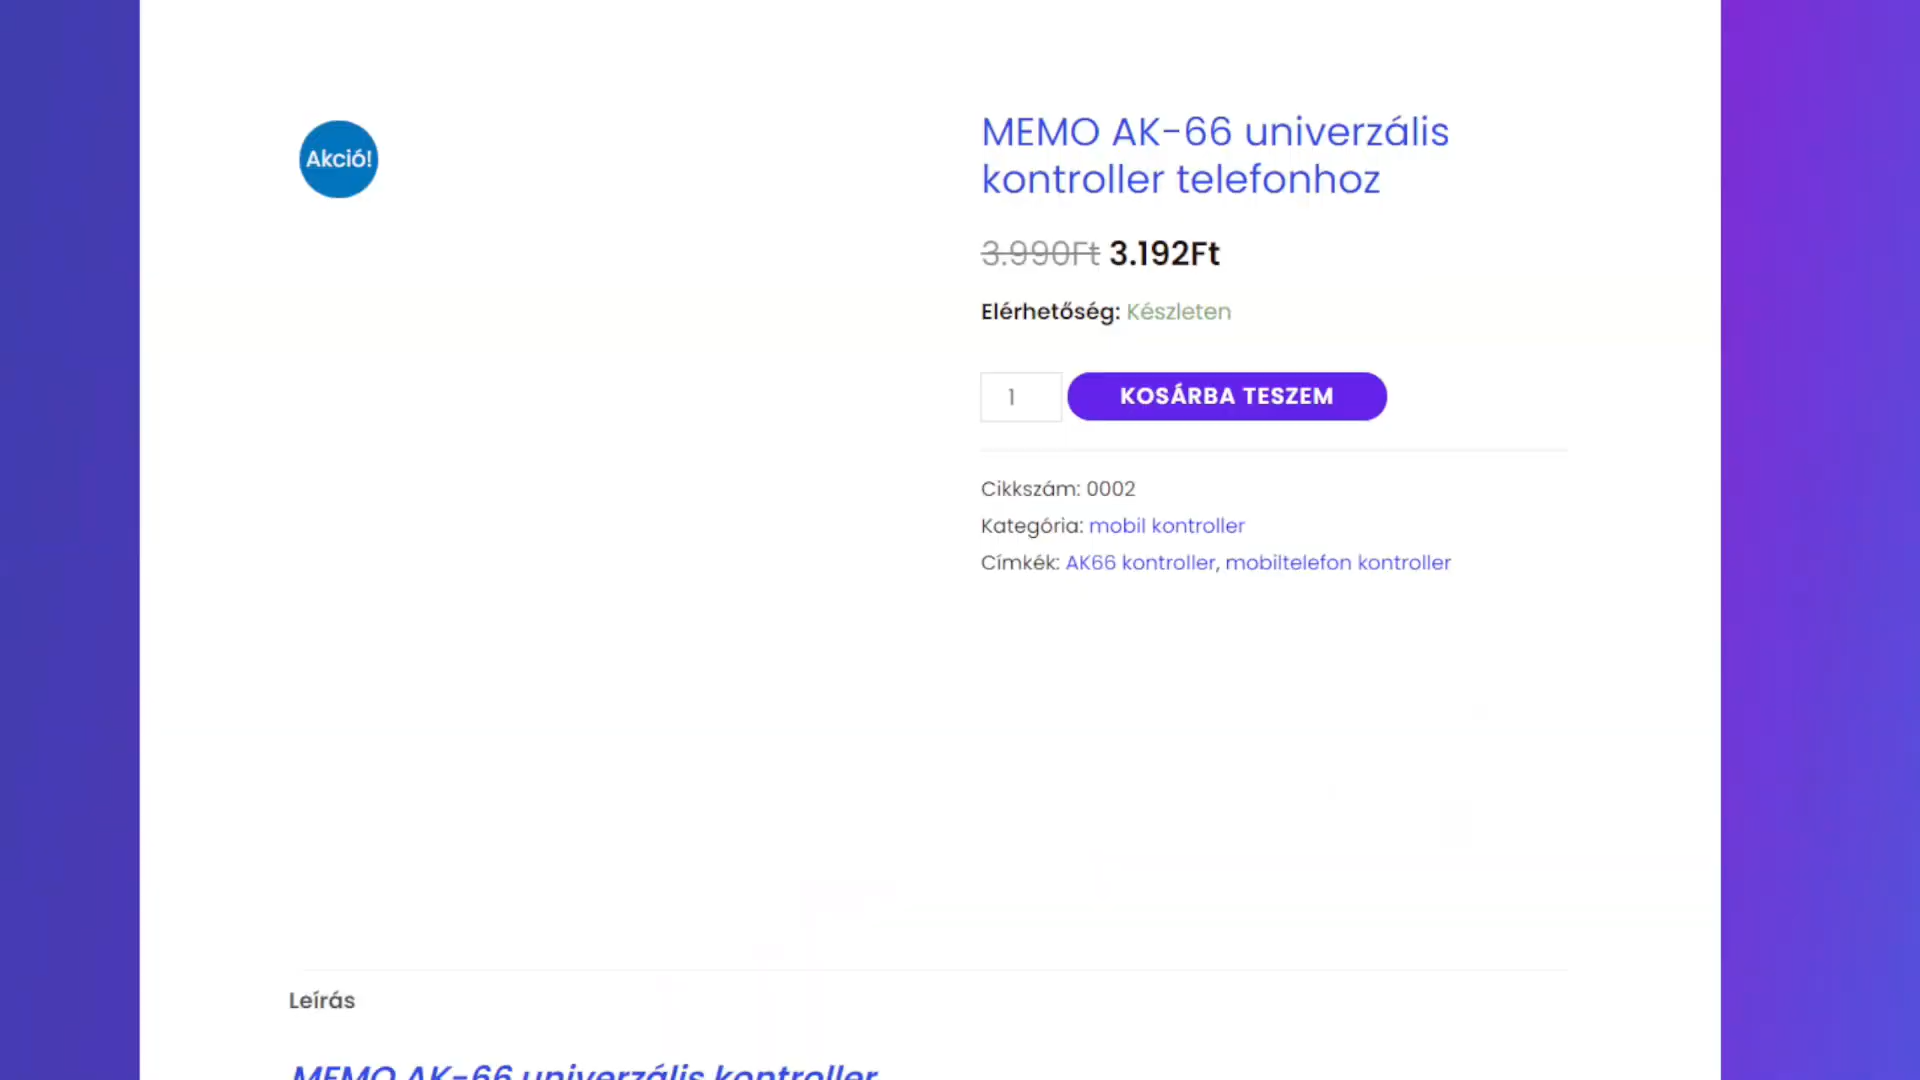 Akció!
MEMO AK-66 univerzális
kontroller telefonhoz
3.990Ft 3.192Ft
Elérhetőség: Készleten
1
KOSÁRBA TESZEM
Cikkszám: 0002
Kategória: mobil kontroller
Címkék: AK66 kontroller, mobiltelefon kontroller
Leírás
MEMO AK-66 univerzális kontroller